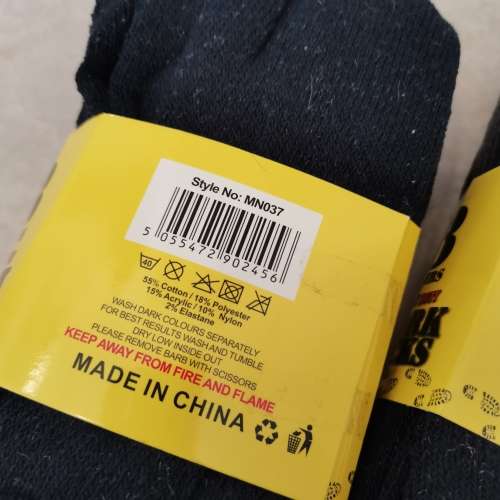 Style No: MN037
5 055472 902456
40
55% Cotton / 18% Polyester
15% Acrylic / 10% Nylon
2% Elastane
WASH DARK COLOURS SEPARATELY
FOR BEST RESULTS WASH AND TUMBLE
DRY LOW INSIDE OUT
PLEASE REMOVE BARB WITH SCISSORS
KEEP AWAY FROM FIRE AND FLAME
MADE IN CHINA